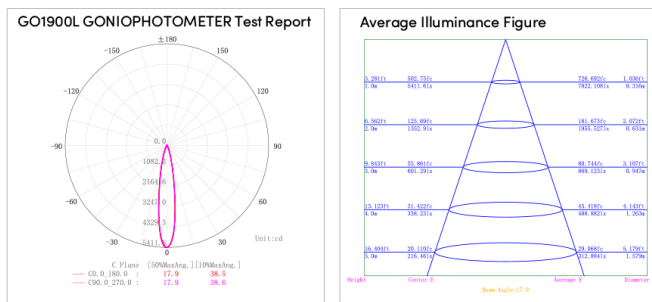 GO1900L GONIOPHOTOMETER Test Report
±180
-150 150
-120 120
-90 90
-60 60
-30 30
0
0.0
2164.6
3247.0
4329.3
5411.6
Unit:cd
C Plane [50%MaxAng.][10%MaxAng.]
C0.0_180.0 : 17.9 38.5
C90.0_270.0 : 17.9 38.6
Average Illuminance Figure
3.281ft 502.75fc 726.692fc 1.036ft
1.0m 5411.6lx 7822.108lx 0.316m
6.562ft 125.69fc 181.673fc 2.072ft
2.0m 1352.9lx 1955.527lx 0.631m
9.843ft 55.861fc 80.744fc 3.107ft
3.0m 601.29lx 869.123lx 0.947m
13.123ft 31.422fc 45.418fc 4.143ft
4.0m 338.23lx 488.882lx 1.263m
16.404ft 20.110fc 29.068fc 5.179ft
5.0m 216.46lx 312.884lx 1.579m
Height Center E Average E Diameter
Beam Angle:17.9